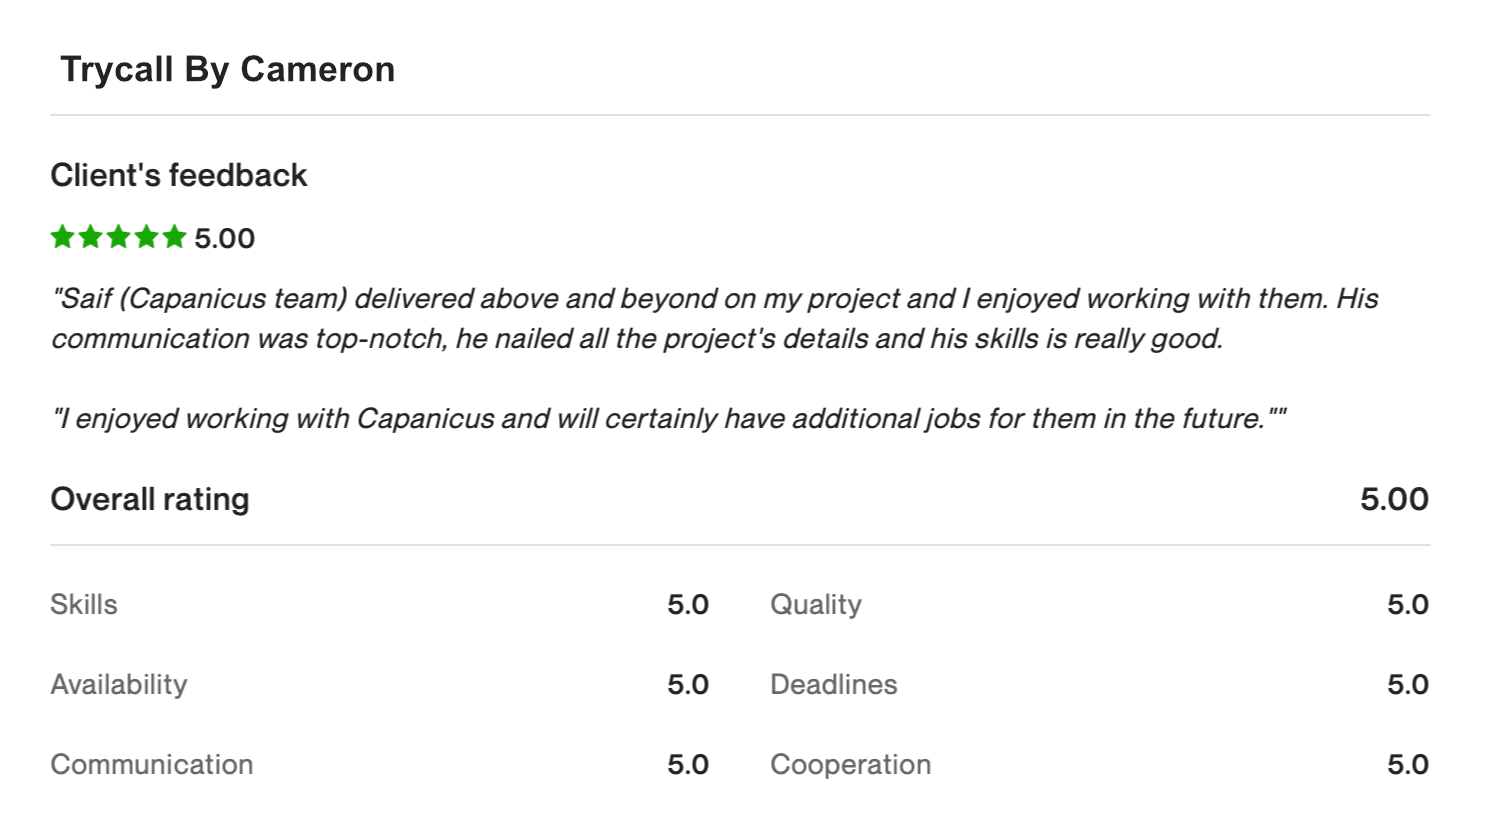 Trycall By Cameron
Client's feedback
5.00
"Saif (Capanicus team) delivered above and beyond on my project and I enjoyed working with them. His
communication was top-notch, he nailed all the project's details and his skills is really good.
"I enjoyed working with Capanicus and will certainly have additional jobs for them in the future.""
Overall rating 5.00
Skills 5.0 Quality 5.0
Availability 5.0 Deadlines 5.0
Communication 5.0 Cooperation 5.0